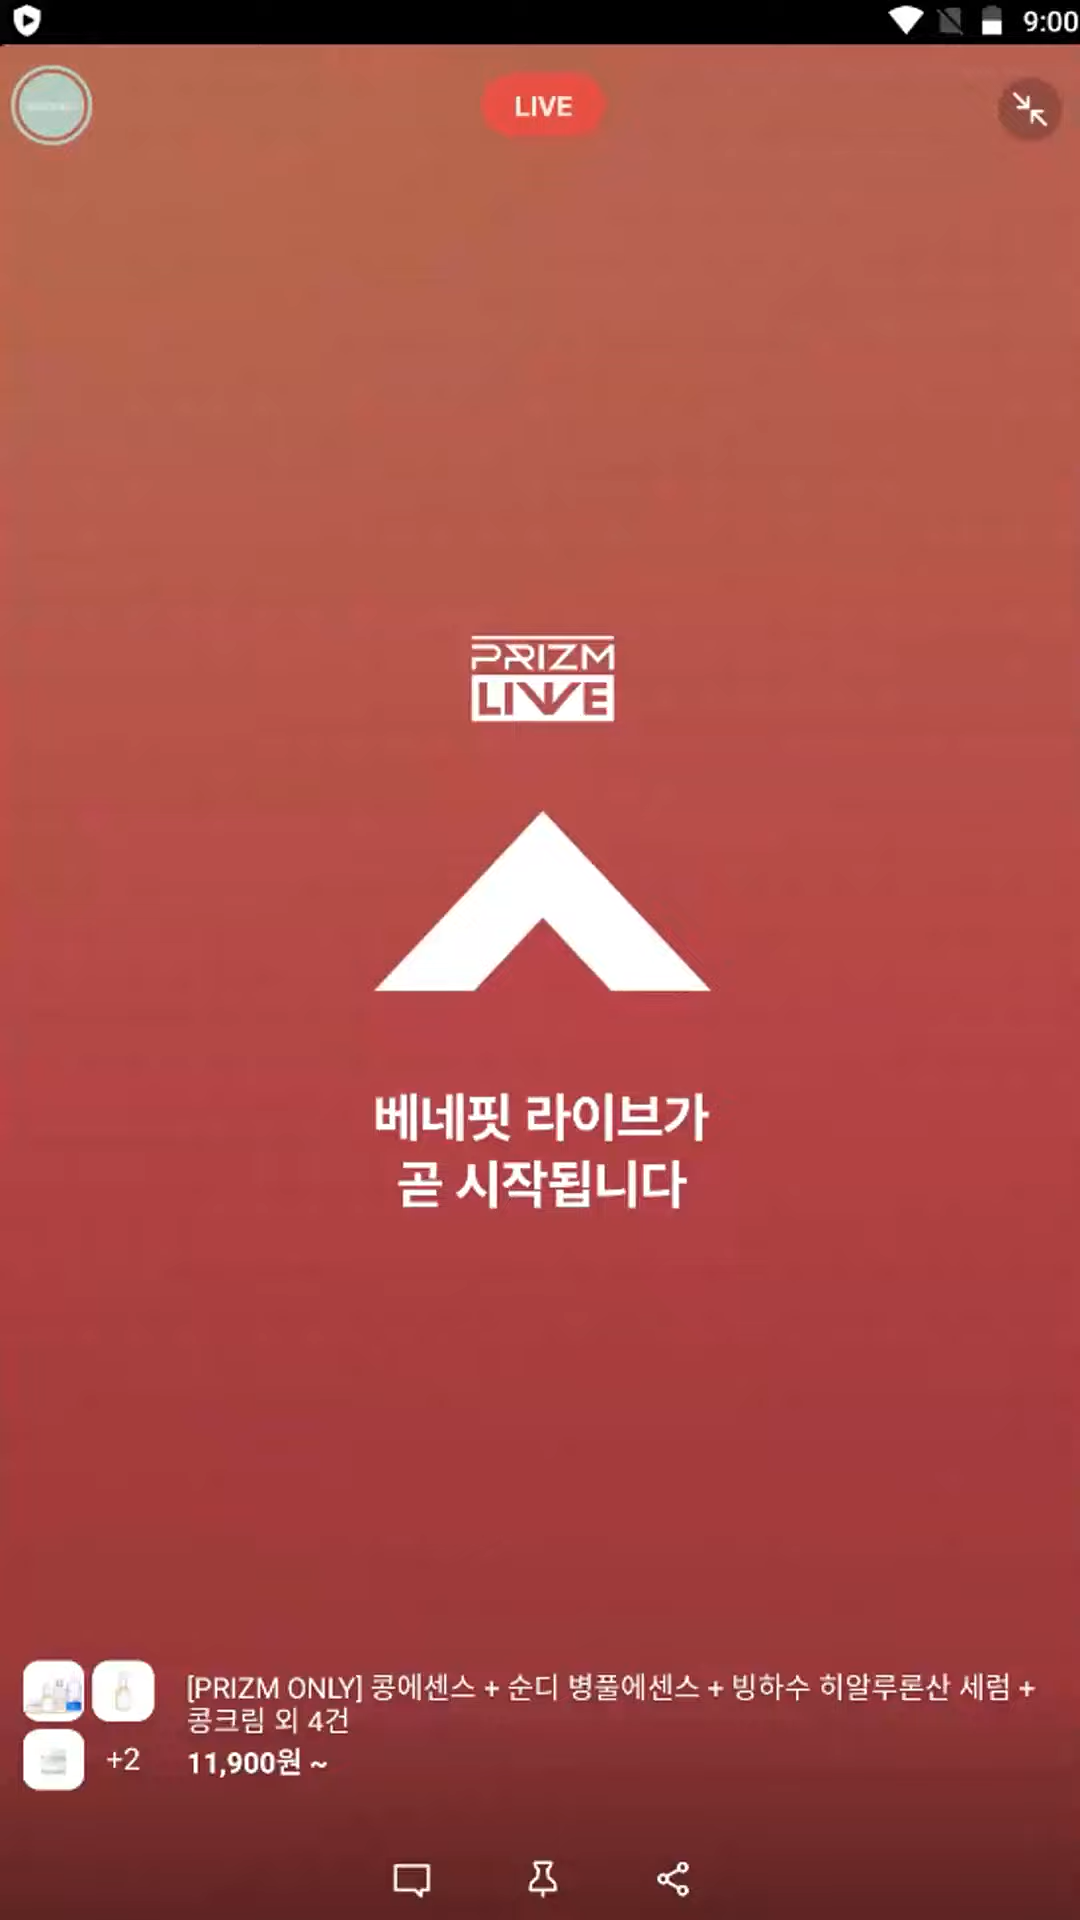 9:00
LIVE
PRIZM
LIVE
베네핏 라이브가
곧 시작됩니다
[PRIZM ONLY] 콩에센스 + 순디 병풀에센스 + 빙하수 히알루론산 세럼 +
콩크림 외 4건
+2
11,900원 ~